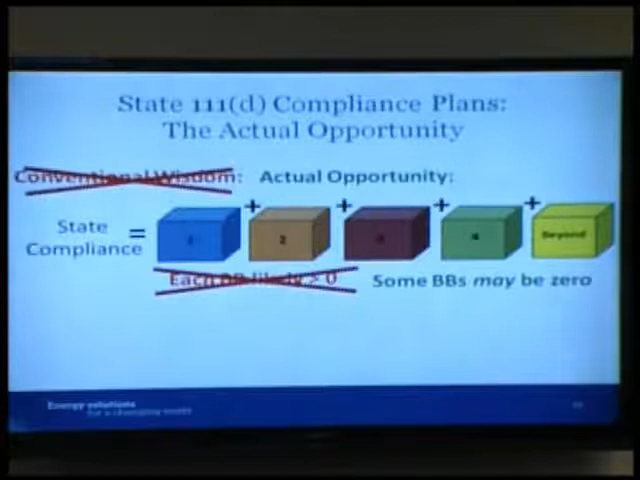 State 111(d) Compliance Plans:
The Actual Opportunity
Conventional Wisdom: Actual Opportunity:
State
Compliance = 1 + 2 + 3 + 4 + Beyond
Each BB likely > 0 Some BBs may be zero
Energy solutions
for a changing world